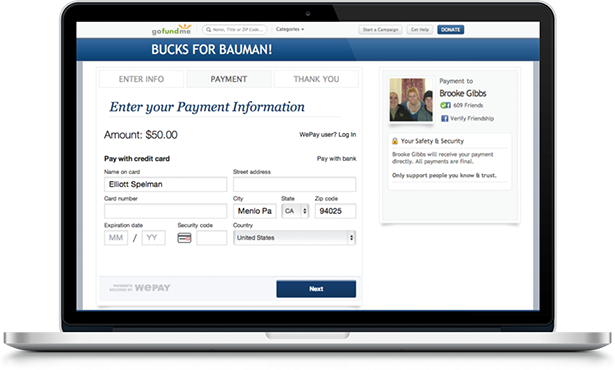 gofundme Name, Title or ZIP Code... Categories Start a Campaign Get Help DONATE
BUCKS FOR BAUMAN!
ENTER INFO PAYMENT THANK YOU
Enter your Payment Information
Amount: $50.00 WePay user? Log In
Pay with credit card Pay with bank
Name on card Street address
Elliott Spelman
Card number City State Zip code
Menlo Pa CA 94025
Expiration date Security code Country
MM / YY United States
PAYMENTS SECURED BY WEPAY Next
Payment to
Brooke Gibbs
609 Friends
Verify Friendship
Your Safety & Security
Brooke Gibbs will receive your payment
directly. All payments are final.
Only support people you know & trust.